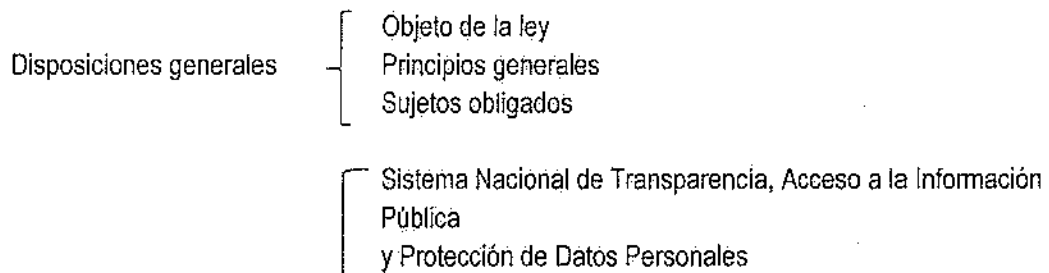 Objeto de la ley
Disposiciones generales Principios generales
Sujetos obligados
Sistema Nacional de Transparencia, Acceso a la Información
Pública
y Protección de Datos Personales